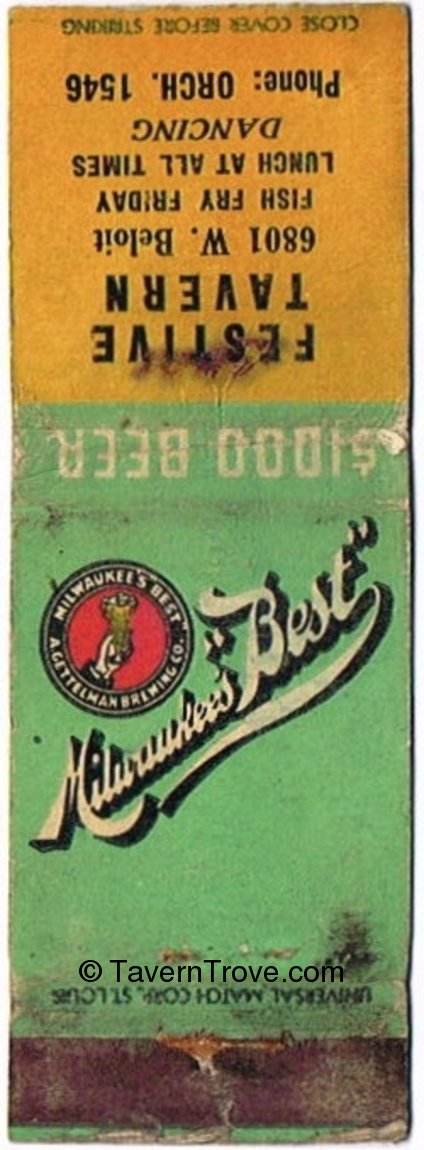 CLOSE COVER BEFORE STRIKING
FESTIVE
TAVERN
6801 W. Beloit
FISH FRY FRIDAY
LUNCH AT ALL TIMES
DANCING
Phone: ORCH. 1546
$1000 BEER
MILWAUKEE'S "BEST"
A. GETTELMAN BREWING CO.
Milwaukee's "Best"
© TavernTrove.com
UNIVERSAL MATCH CORP. ST. LOUIS